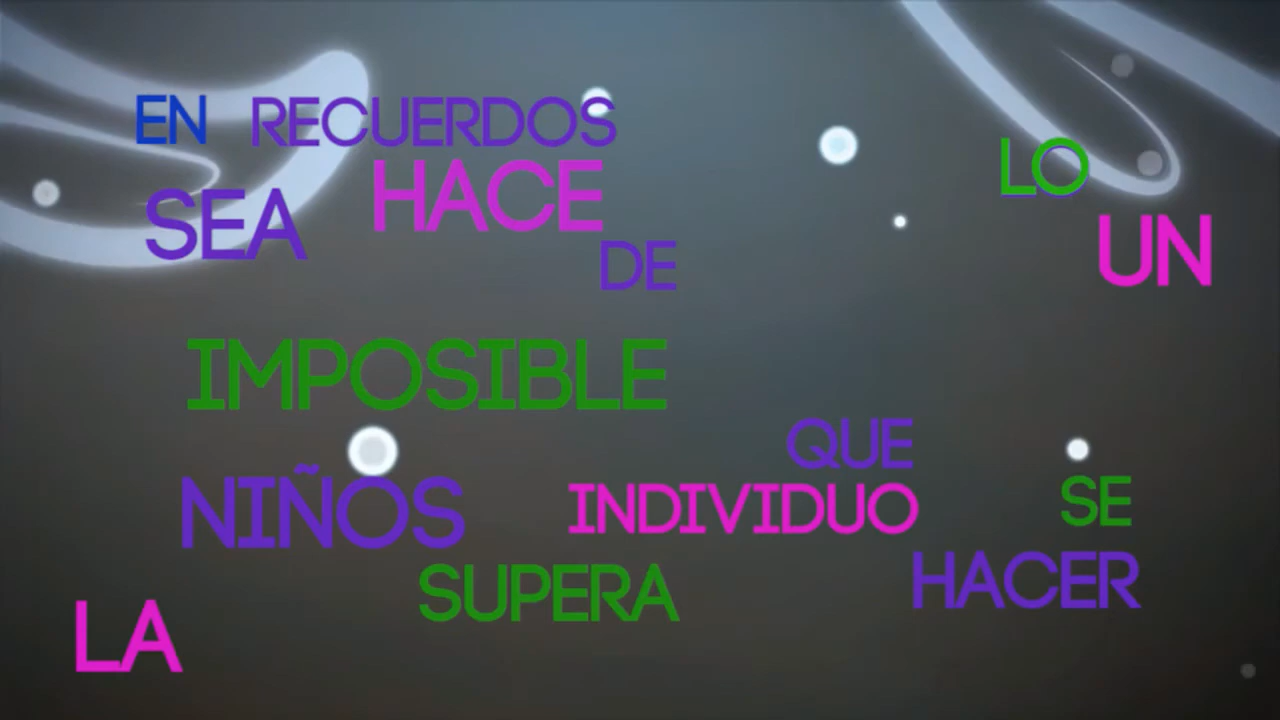 EN RECUERDOS
LO
SEA HACE
UN
DE
IMPOSIBLE
QUE
NIÑOS INDIVIDUO SE
SUPERA HACER
LA